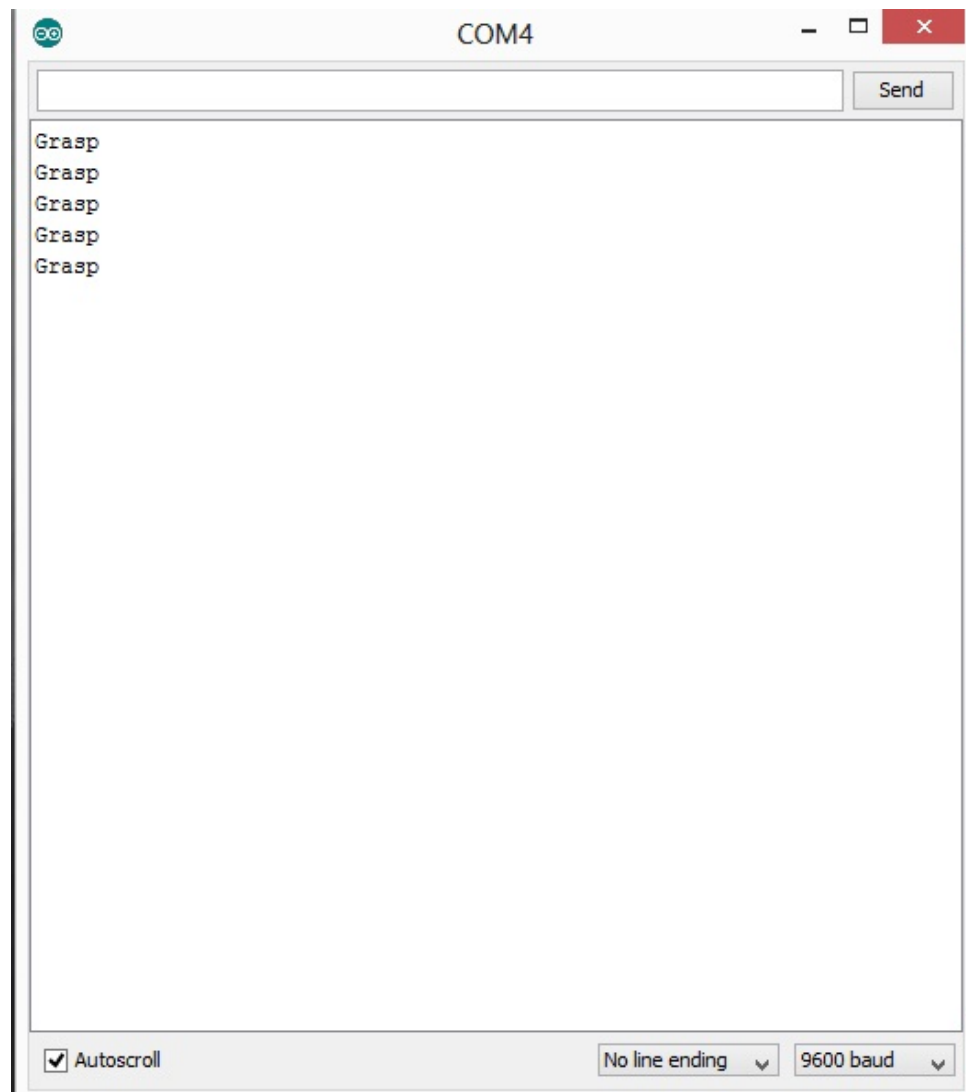 COM4
Send
Grasp
Grasp
Grasp
Grasp
Grasp
Autoscroll
No line ending
9600 baud